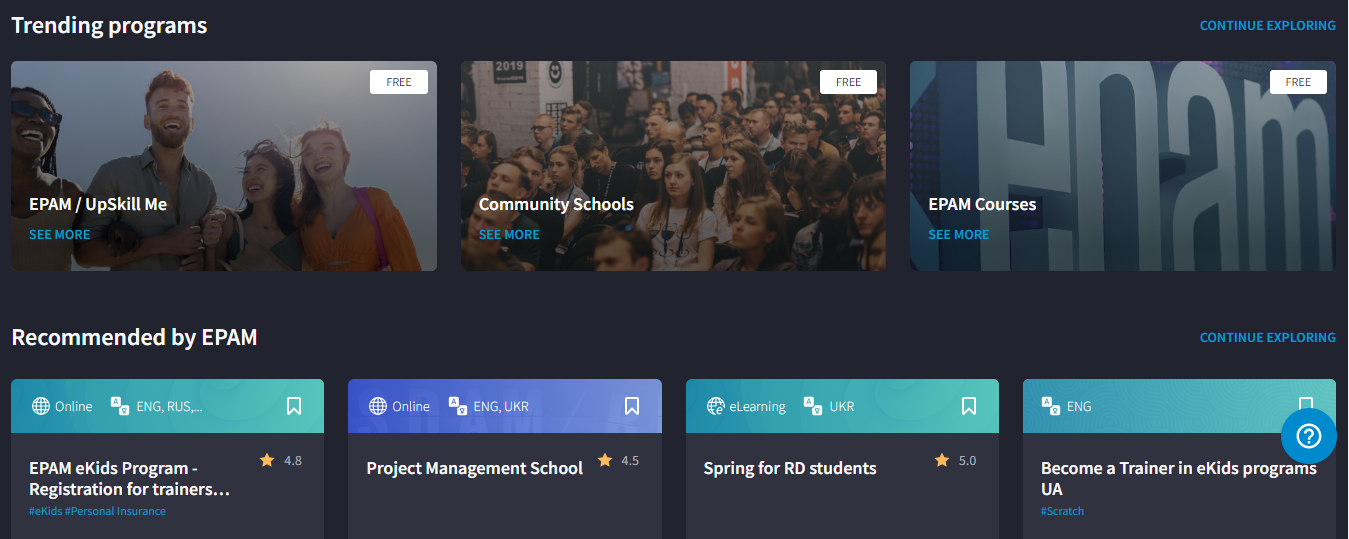 Trending programs
CONTINUE EXPLORING
FREE
FREE
FREE
2019
epam
EPAM / UpSkill Me
Community Schools
EPAM Courses
SEE MORE
SEE MORE
SEE MORE
Recommended by EPAM
CONTINUE EXPLORING
Online ENG, RUS,...
Online ENG, UKR
eLearning UKR
ENG
EPAM eKids Program -
Registration for trainers...
4.8
#eKids #Personal Insurance
Project Management School
4.5
Spring for RD students
5.0
Become a Trainer in eKids programs
UA
#Scratch